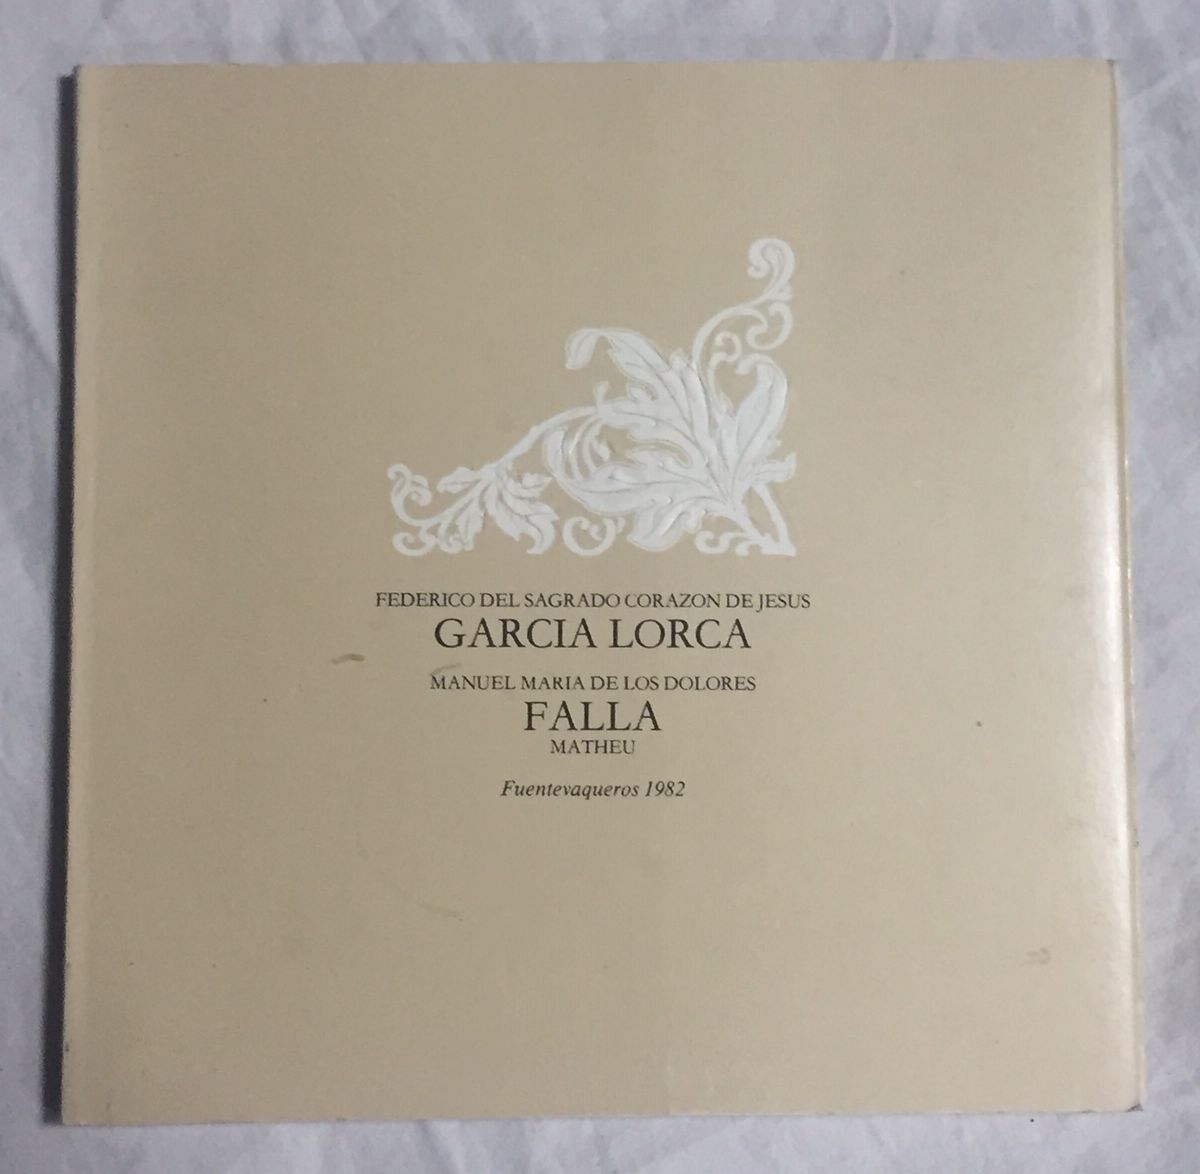 FEDERICO DEL SAGRADO CORAZON DE JESUS
GARCIA LORCA
MANUEL MARIA DE LOS DOLORES
FALLA
MATHEU
Fuentevaqueros 1982